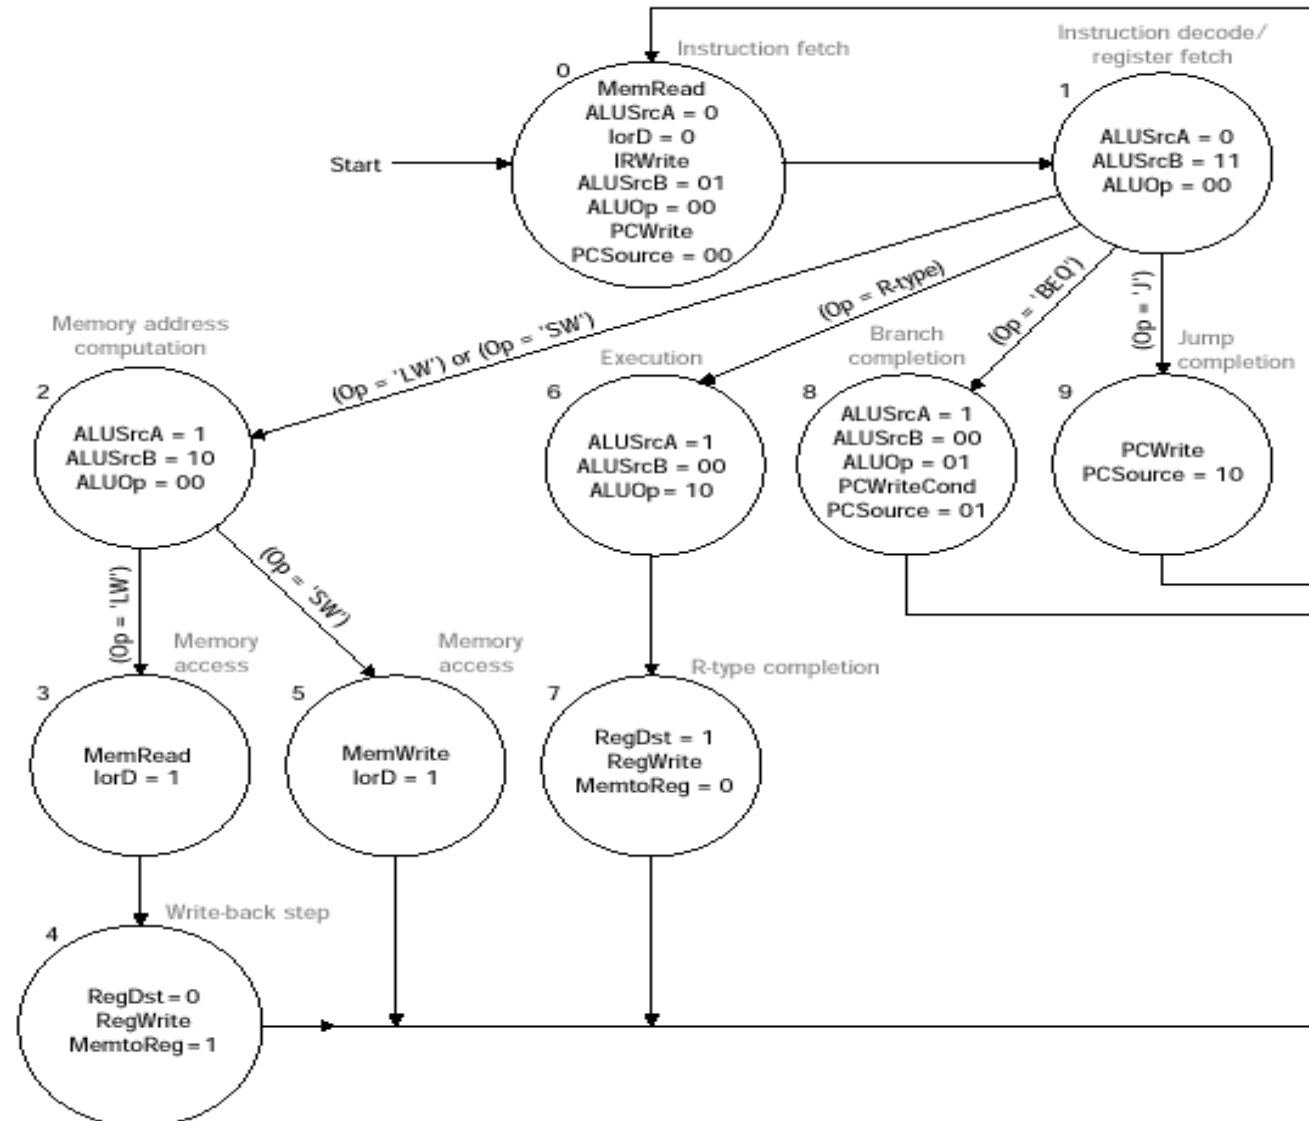 Instruction fetch
0
MemRead
ALUSrcA = 0
IorD = 0
IRWrite
ALUSrcB = 01
ALUOp = 00
PCWrite
PCSource = 00
Start
Instruction decode/
register fetch
1
ALUSrcA = 0
ALUSrcB = 11
ALUOp = 00
(Op = 'LW') or (Op = 'SW')
(Op = R-type)
(Op = 'BEQ')
(Op = 'J')
Memory address
computation
2
ALUSrcA = 1
ALUSrcB = 10
ALUOp = 00
Execution
6
ALUSrcA =1
ALUSrcB = 00
ALUOp= 10
Branch
completion
8
ALUSrcA = 1
ALUSrcB = 00
ALUOp = 01
PCWriteCond
PCSource = 01
Jump
completion
9
PCWrite
PCSource = 10
(Op = 'LW')
(Op = 'SW')
Memory
access
3
MemRead
IorD = 1
Memory
access
5
MemWrite
IorD = 1
R-type completion
7
RegDst = 1
RegWrite
MemtoReg = 0
Write-back step
4
RegDst=0
RegWrite
MemtoReg=1